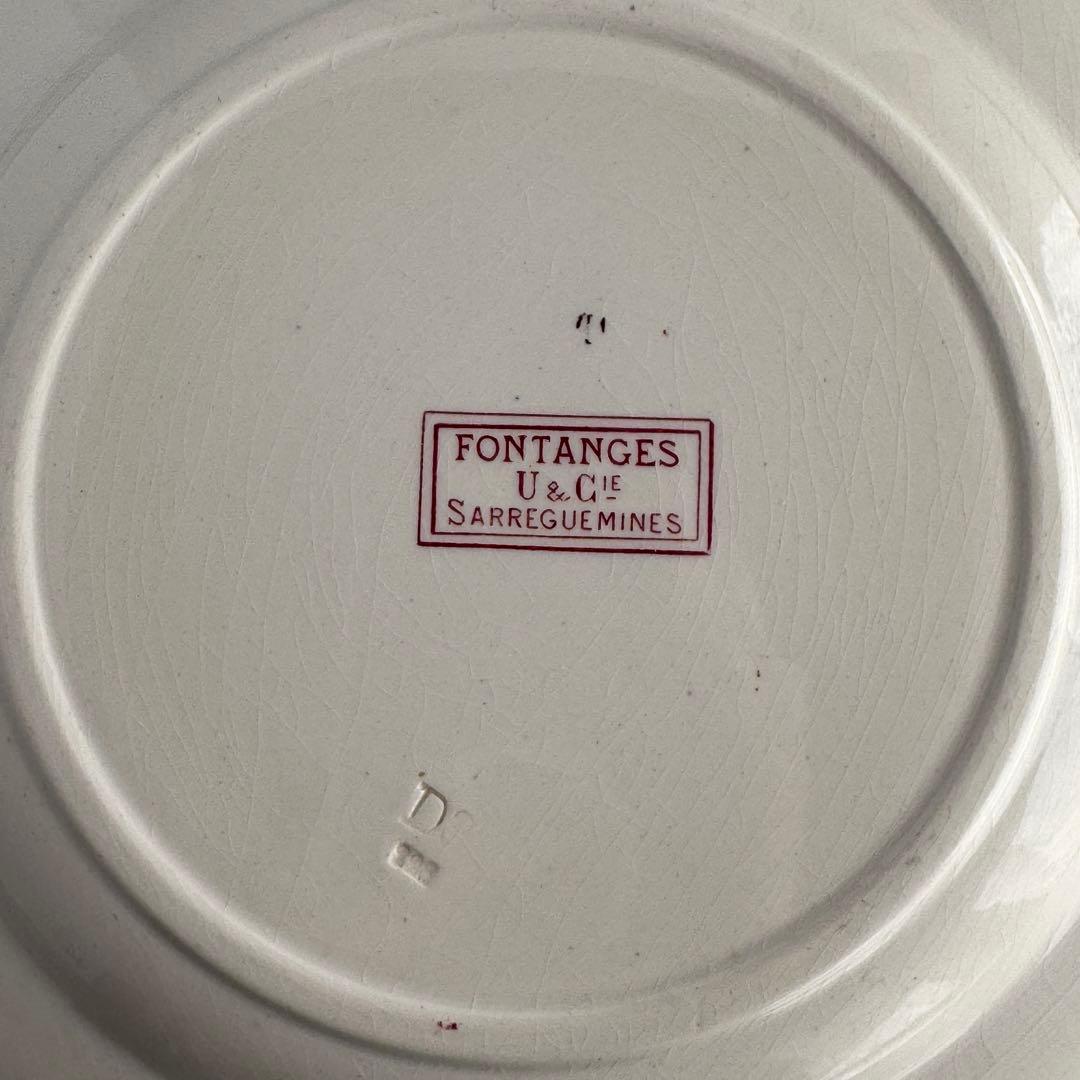 FONTANGES
U & CIE
SARREGUEMINES
D